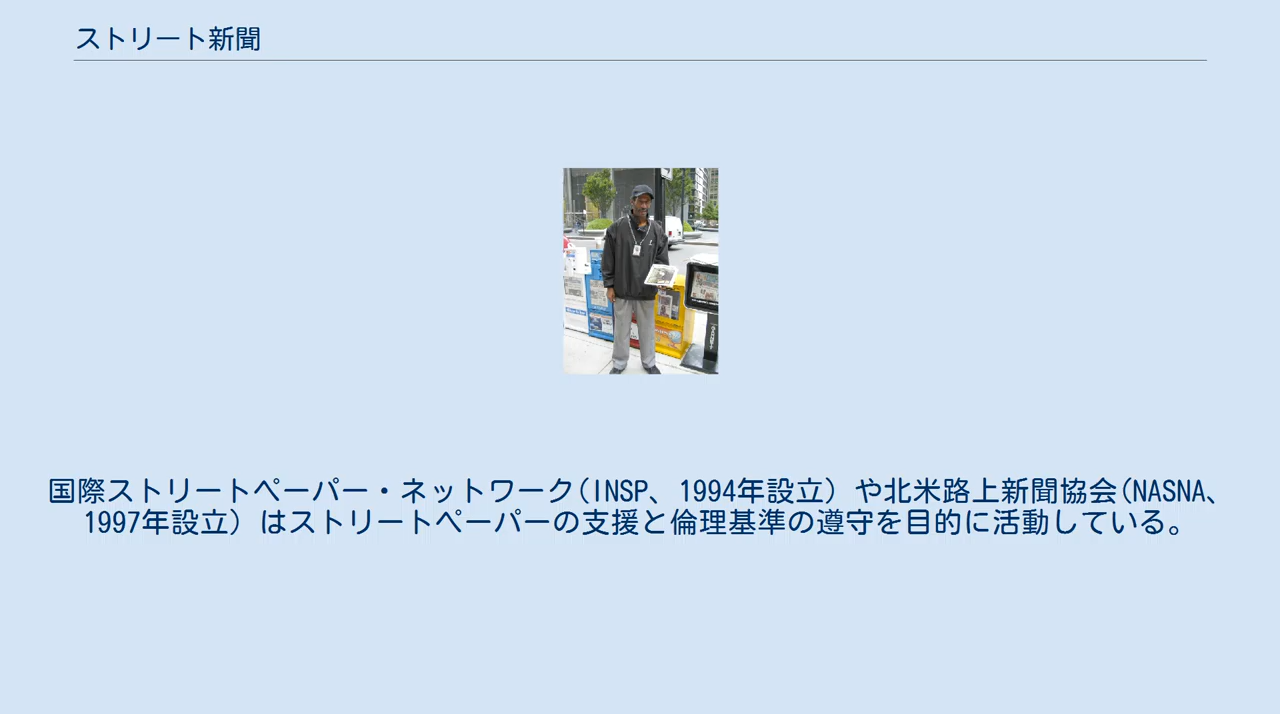 ストリート新聞
国際ストリートペーパー・ネットワーク(INSP、1994年設立) や北米路上新聞協会(NASNA、
1997年設立) はストリートペーパーの支援と倫理基準の遵守を目的に活動している。